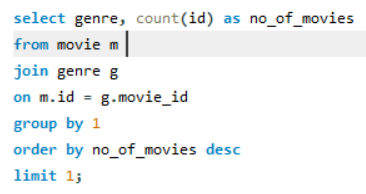 select genre, count(id) as no_of_movies
from movie m
join genre g
on m.id = g.movie_id
group by 1
order by no_of_movies desc
limit 1;